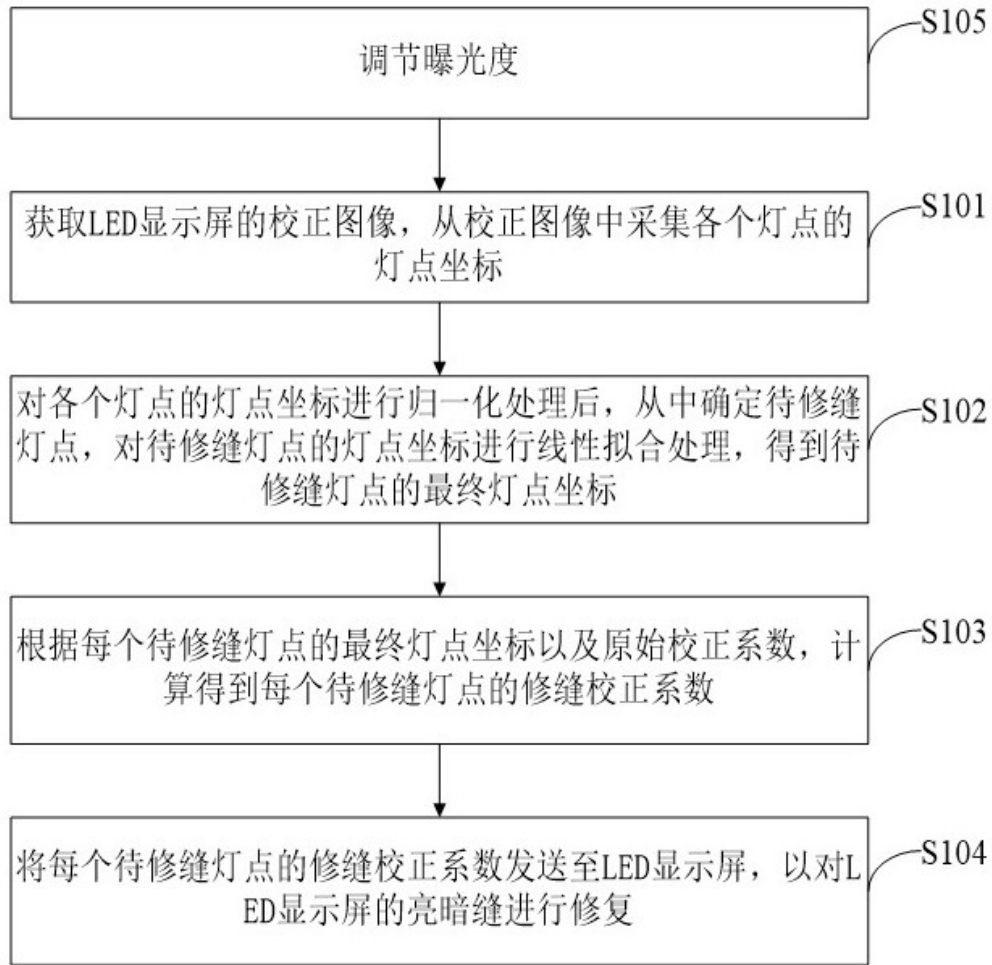 调节曝光度
S105
获取LED显示屏的校正图像，从校正图像中采集各个灯点的
灯点坐标
S101
对各个灯点的灯点坐标进行归一化处理后，从中确定待修缝
灯点，对待修缝灯点的灯点坐标进行线性拟合处理，得到待
修缝灯点的最终灯点坐标
S102
根据每个待修缝灯点的最终灯点坐标以及原始校正系数，计
算得到每个待修缝灯点的修缝校正系数
S103
将每个待修缝灯点的修缝校正系数发送至LED显示屏，以对L
ED显示屏的亮暗缝进行修复
S104